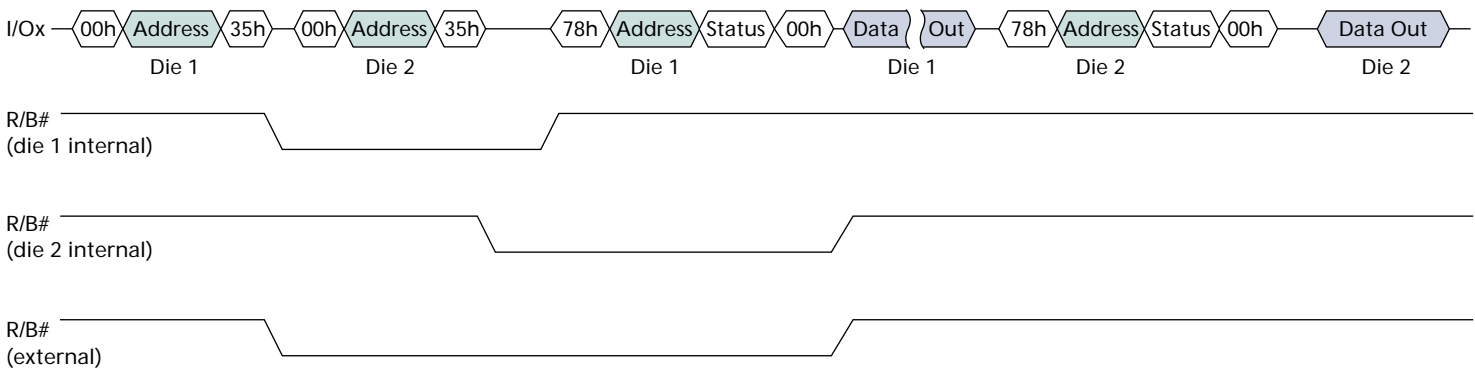 I/Ox 00h Address 35h 00h Address 35h 78h Address Status 00h Data Out 78h Address Status 00h Data Out
Die 1 Die 2 Die 1 Die 1 Die 2 Die 2
R/B#
(die 1 internal)
R/B#
(die 2 internal)
R/B#
(external)